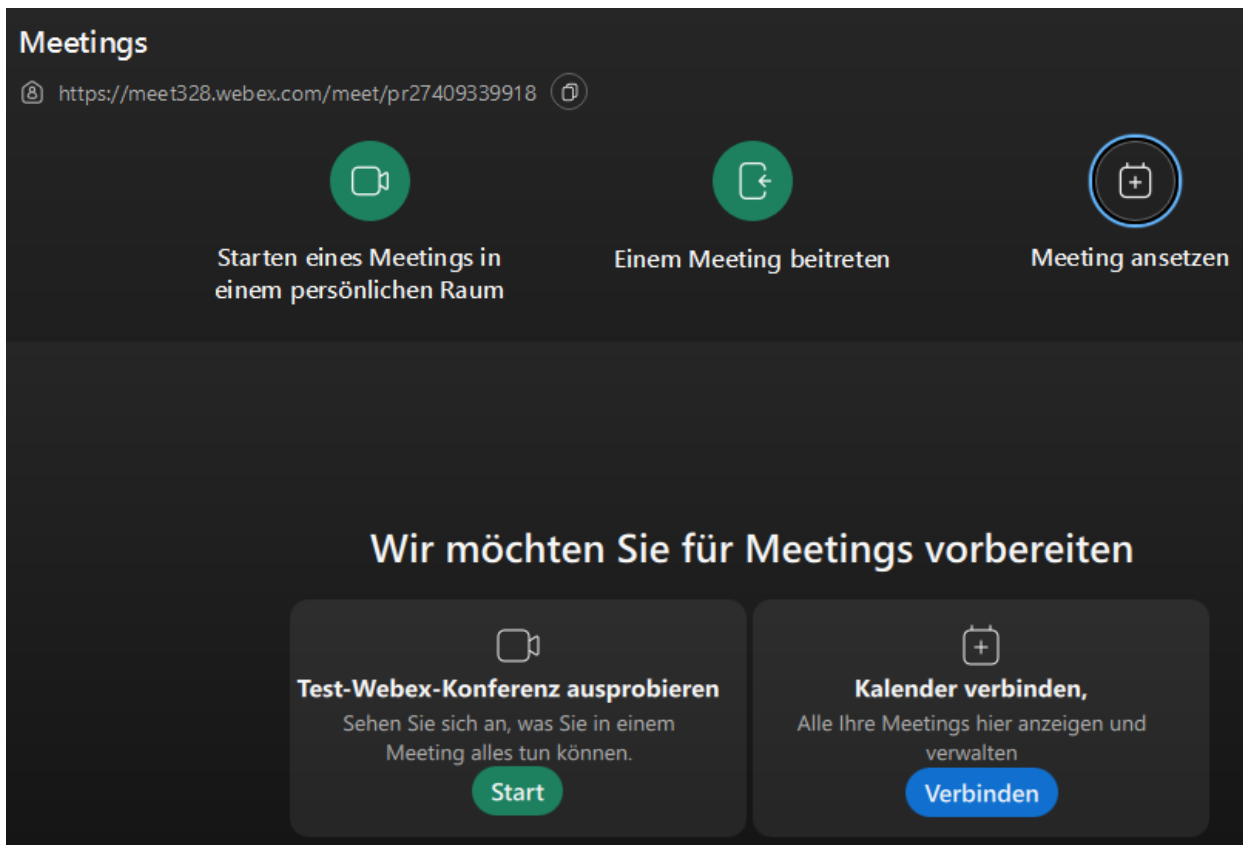 Meetings
https://meet328.webex.com/meet/pr27409339918
Starten eines Meetings in
einem persönlichen Raum
Einem Meeting beitreten
Meeting ansetzen
Wir möchten Sie für Meetings vorbereiten
Test-Webex-Konferenz ausprobieren
Sehen Sie sich an, was Sie in einem
Meeting alles tun können.
Start
Kalender verbinden,
Alle Ihre Meetings hier anzeigen und
verwalten
Verbinden